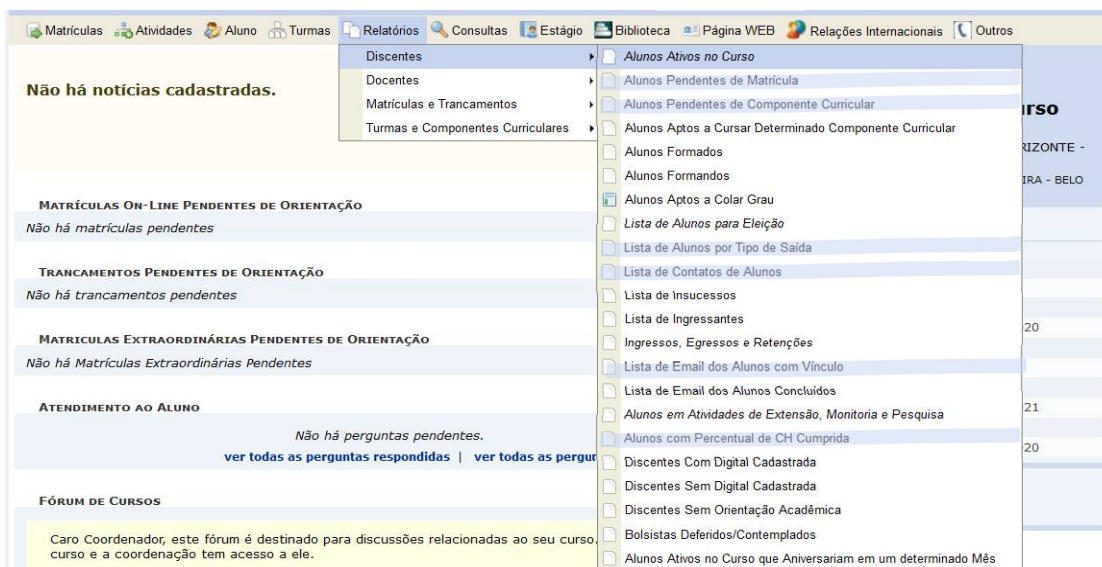 Matrículas Atividades Aluno Turmas Relatórios Consultas Estágio Biblioteca Página WEB Relações Internacionais Outros
Não há notícias cadastradas.
MATRÍCULAS ON-LINE PENDENTES DE ORIENTAÇÃO
Não há matrículas pendentes
TRANCAMENTOS PENDENTES DE ORIENTAÇÃO
Não há trancamentos pendentes
MATRICULAS EXTRAORDINÁRIAS PENDENTES DE ORIENTAÇÃO
Não há Matrículas Extraordinárias Pendentes
ATENDIMENTO AO ALUNO
Não há perguntas pendentes.
ver todas as perguntas respondidas | ver todas as pergun
FÓRUM DE CURSOS
Caro Coordenador, este fórum é destinado para discussões relacionadas ao seu curso.
curso e a coordenação tem acesso a ele.
Discentes
Docentes
Matrículas e Trancamentos
Turmas e Componentes Curriculares
Alunos Ativos no Curso
Alunos Pendentes de Matrícula
Alunos Pendentes de Componente Curricular
Alunos Aptos a Cursar Determinado Componente Curricular
Alunos Formados
Alunos Formandos
Alunos Aptos a Colar Grau
Lista de Alunos para Eleição
Lista de Alunos por Tipo de Saída
Lista de Contatos de Alunos
Lista de Insucessos
Lista de Ingressantes
Ingressos, Egressos e Retenções
Lista de Email dos Alunos com Vínculo
Lista de Email dos Alunos Concluídos
Alunos em Atividades de Extensão, Monitoria e Pesquisa
Alunos com Percentual de CH Cumprida
Discentes Com Digital Cadastrada
Discentes Sem Digital Cadastrada
Discentes Sem Orientação Acadêmica
Bolsistas Deferidos/Contemplados
Alunos Ativos no Curso que Aniversariam em um determinado Mês
urso
RIZONTE -
IRA - BELO
20
21
20